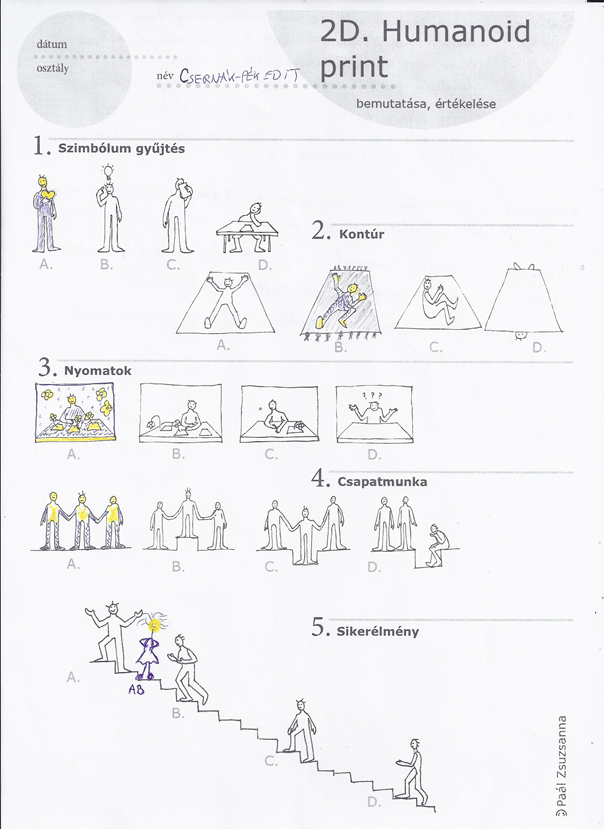 dátum
osztály
név CSERNÁK-PÉK EDIT
2D. Humanoid
print
bemutatása, értékelése
1. Szimbólum gyűjtés
A. B. C. D.
2. Kontúr
A. B. C. D.
3. Nyomatok
A. B. C. D.
? ? ?
4. Csapatmunka
A. B. C. D.
5. Sikerélmény
A.
AB
B.
C.
D.
Paál Zsuzsanna